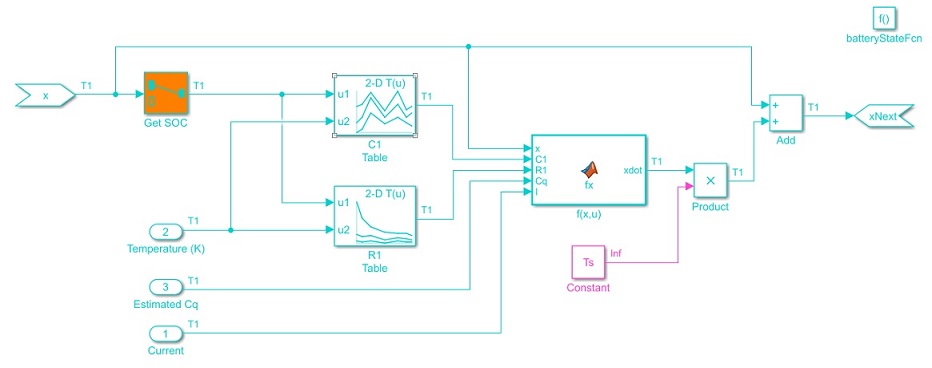 f()
batteryStateFcn
x
T1
Get SOC
T1
2-D T(u)
u1
u2
T1
C1
Table
2-D T(u)
u1
u2
T1
R1
Table
2
T1
Temperature (K)
3
T1
Estimated Cq
1
T1
Current
x
C1
R1
Cq
I
fx
xdot
T1
f(x,u)
Ts
Inf
Constant
×
T1
Product
+
+
T1
Add
xNext